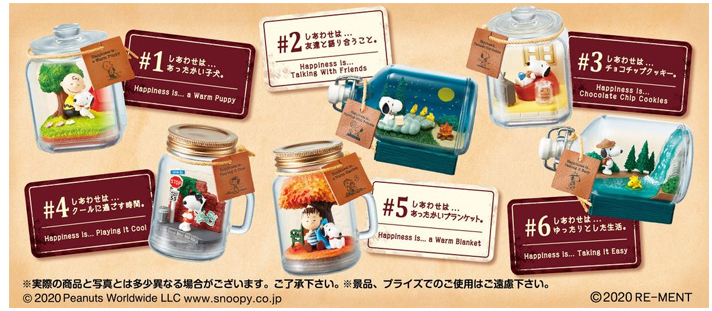 #1 しあわせは…
あったかい子犬。
Happiness is... a Warm Puppy
#2 しあわせは…
友達と語り合うこと。
Happiness is...
Talking With Friends
#3 しあわせは…
チョコチップクッキー。
Happiness is...
Chocolate Chip Cookies
#4 しあわせは…
クールに過ごす時間。
Happiness is... Playing it Cool
#5 しあわせは…
あったかいブランケット。
Happiness is... a Warm Blanket
#6 しあわせは…
ゆったりとした生活。
Happiness is... Taking it Easy
STOP
※実際の商品と写真とは多少異なる場合がございます。ご了承下さい。※景品、プライズでのご使用はご遠慮下さい。
© 2020 Peanuts Worldwide LLC www.snoopy.co.jp
©2020 RE-MENT